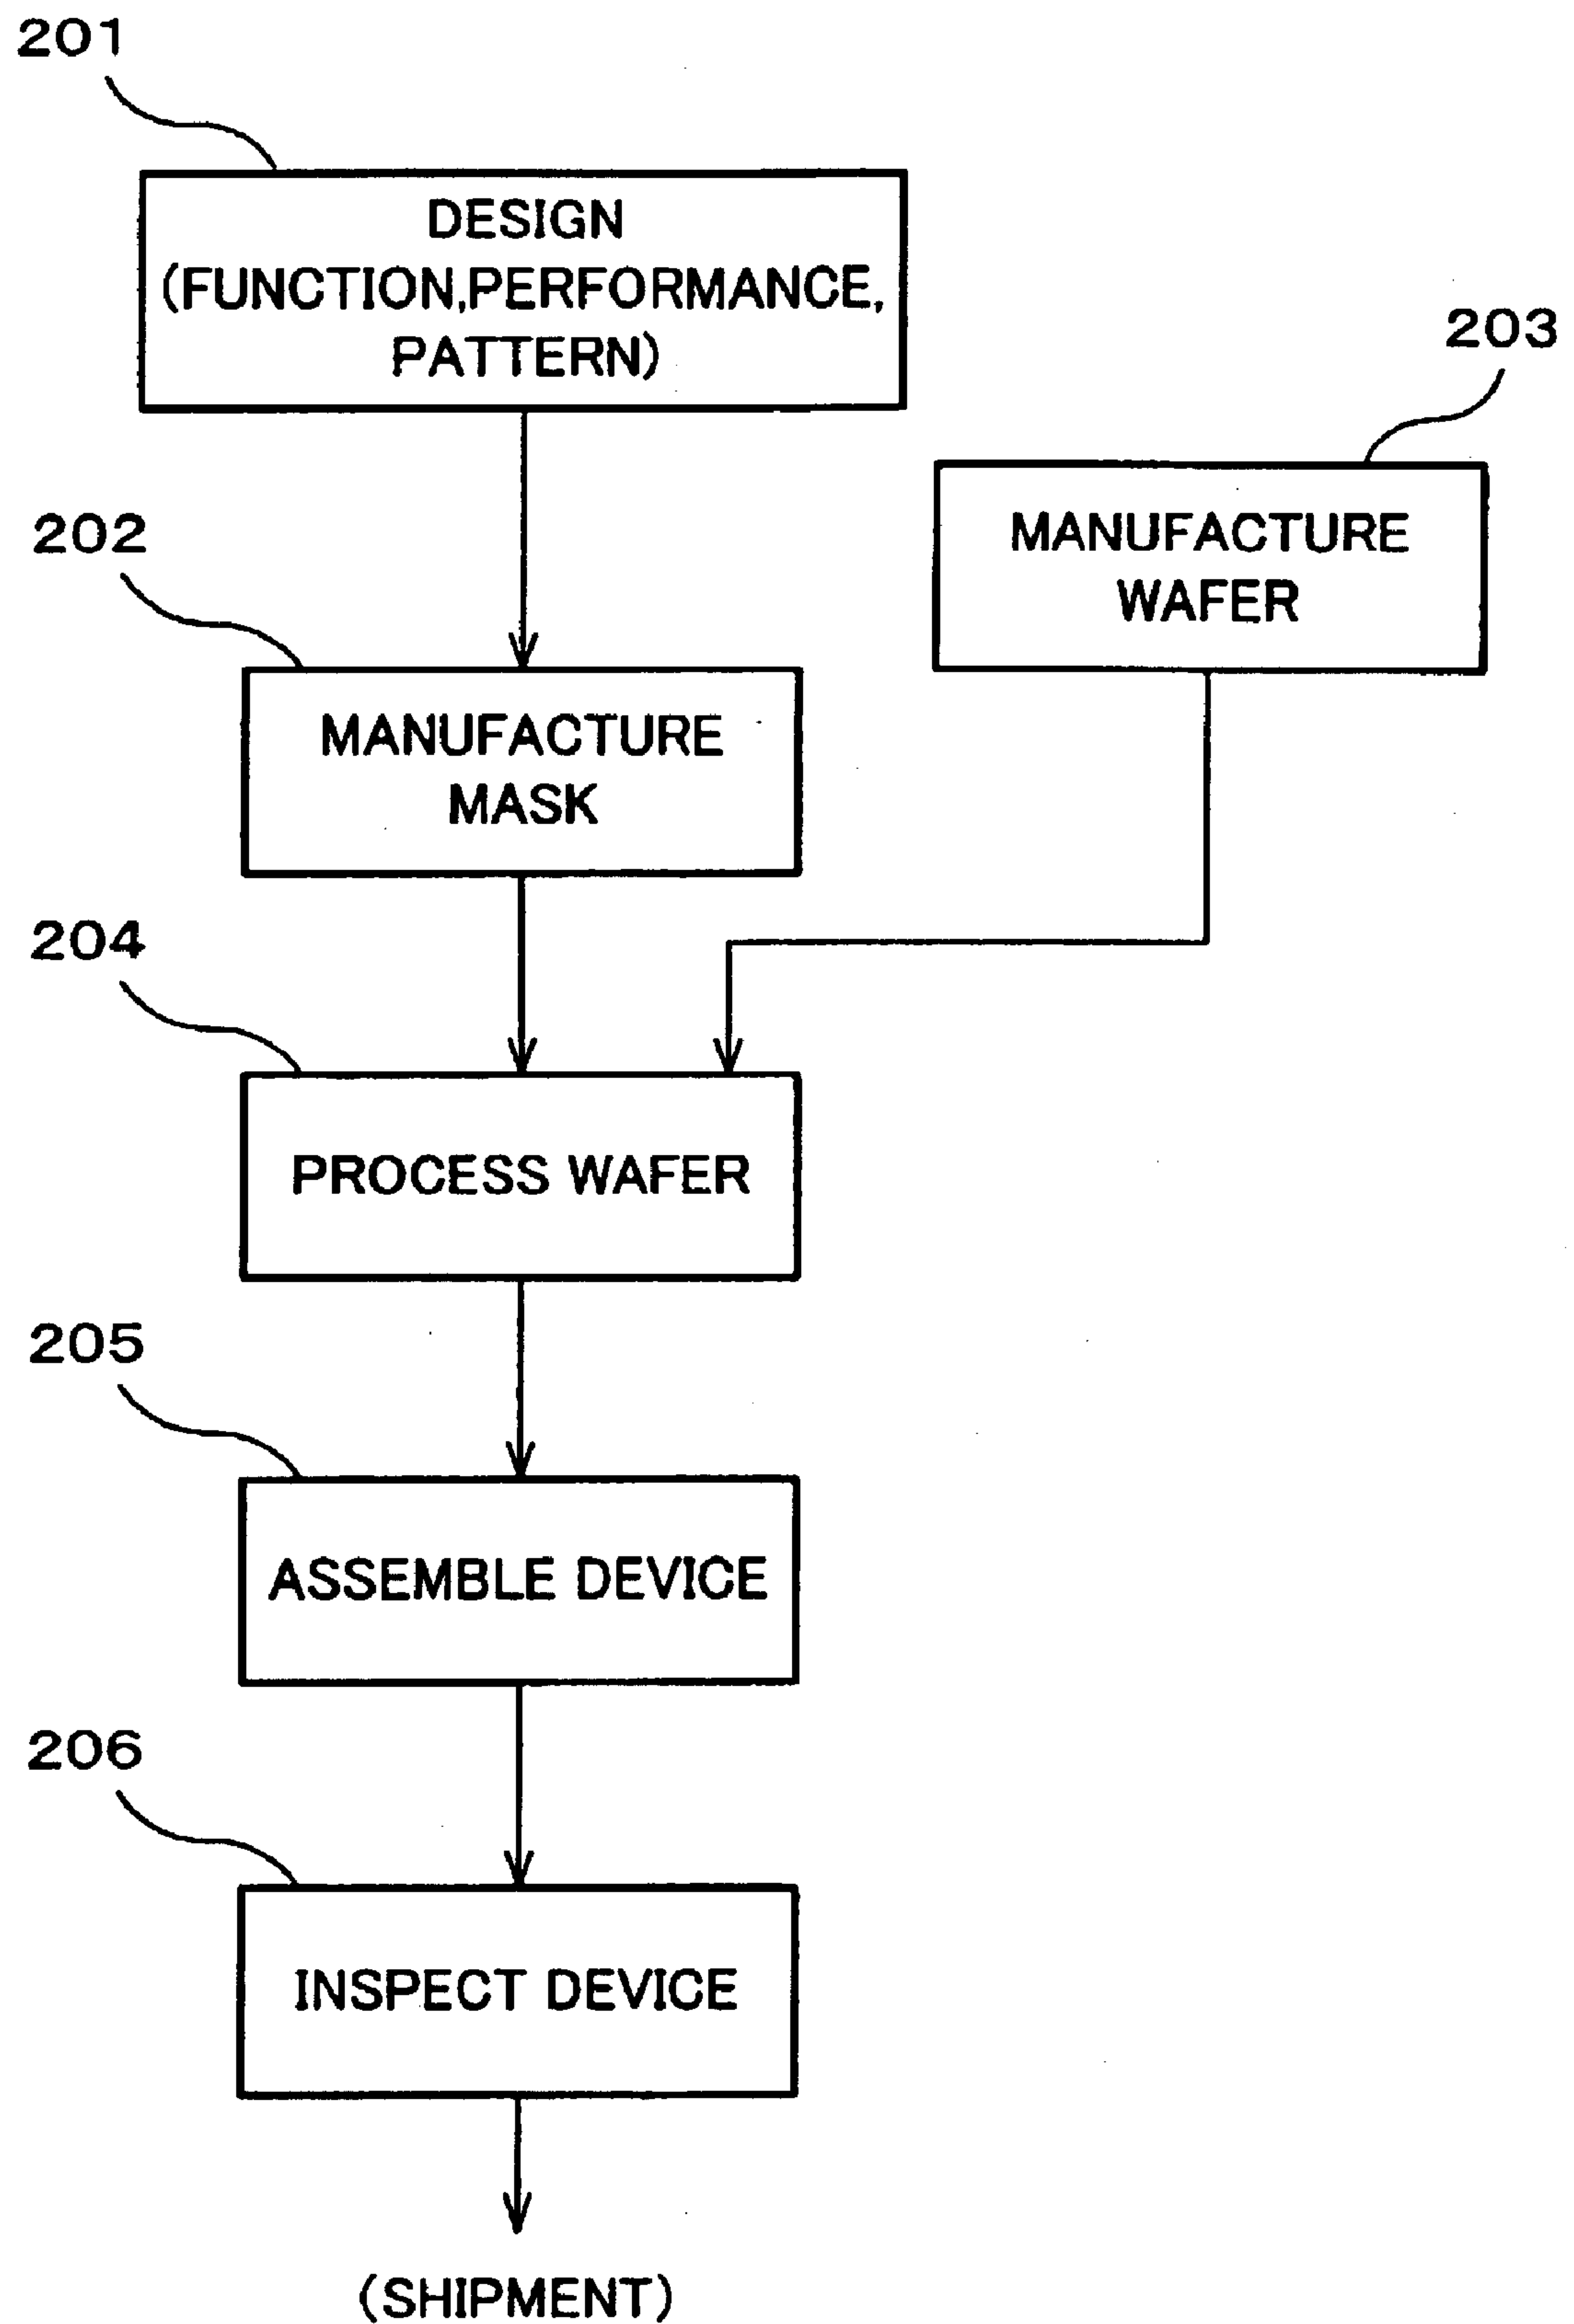 201
DESIGN
(FUNCTION,PERFORMANCE,
PATTERN)
203
MANUFACTURE
WAFER
202
MANUFACTURE
MASK
204
PROCESS WAFER
205
ASSEMBLE DEVICE
206
INSPECT DEVICE
(SHIPMENT)